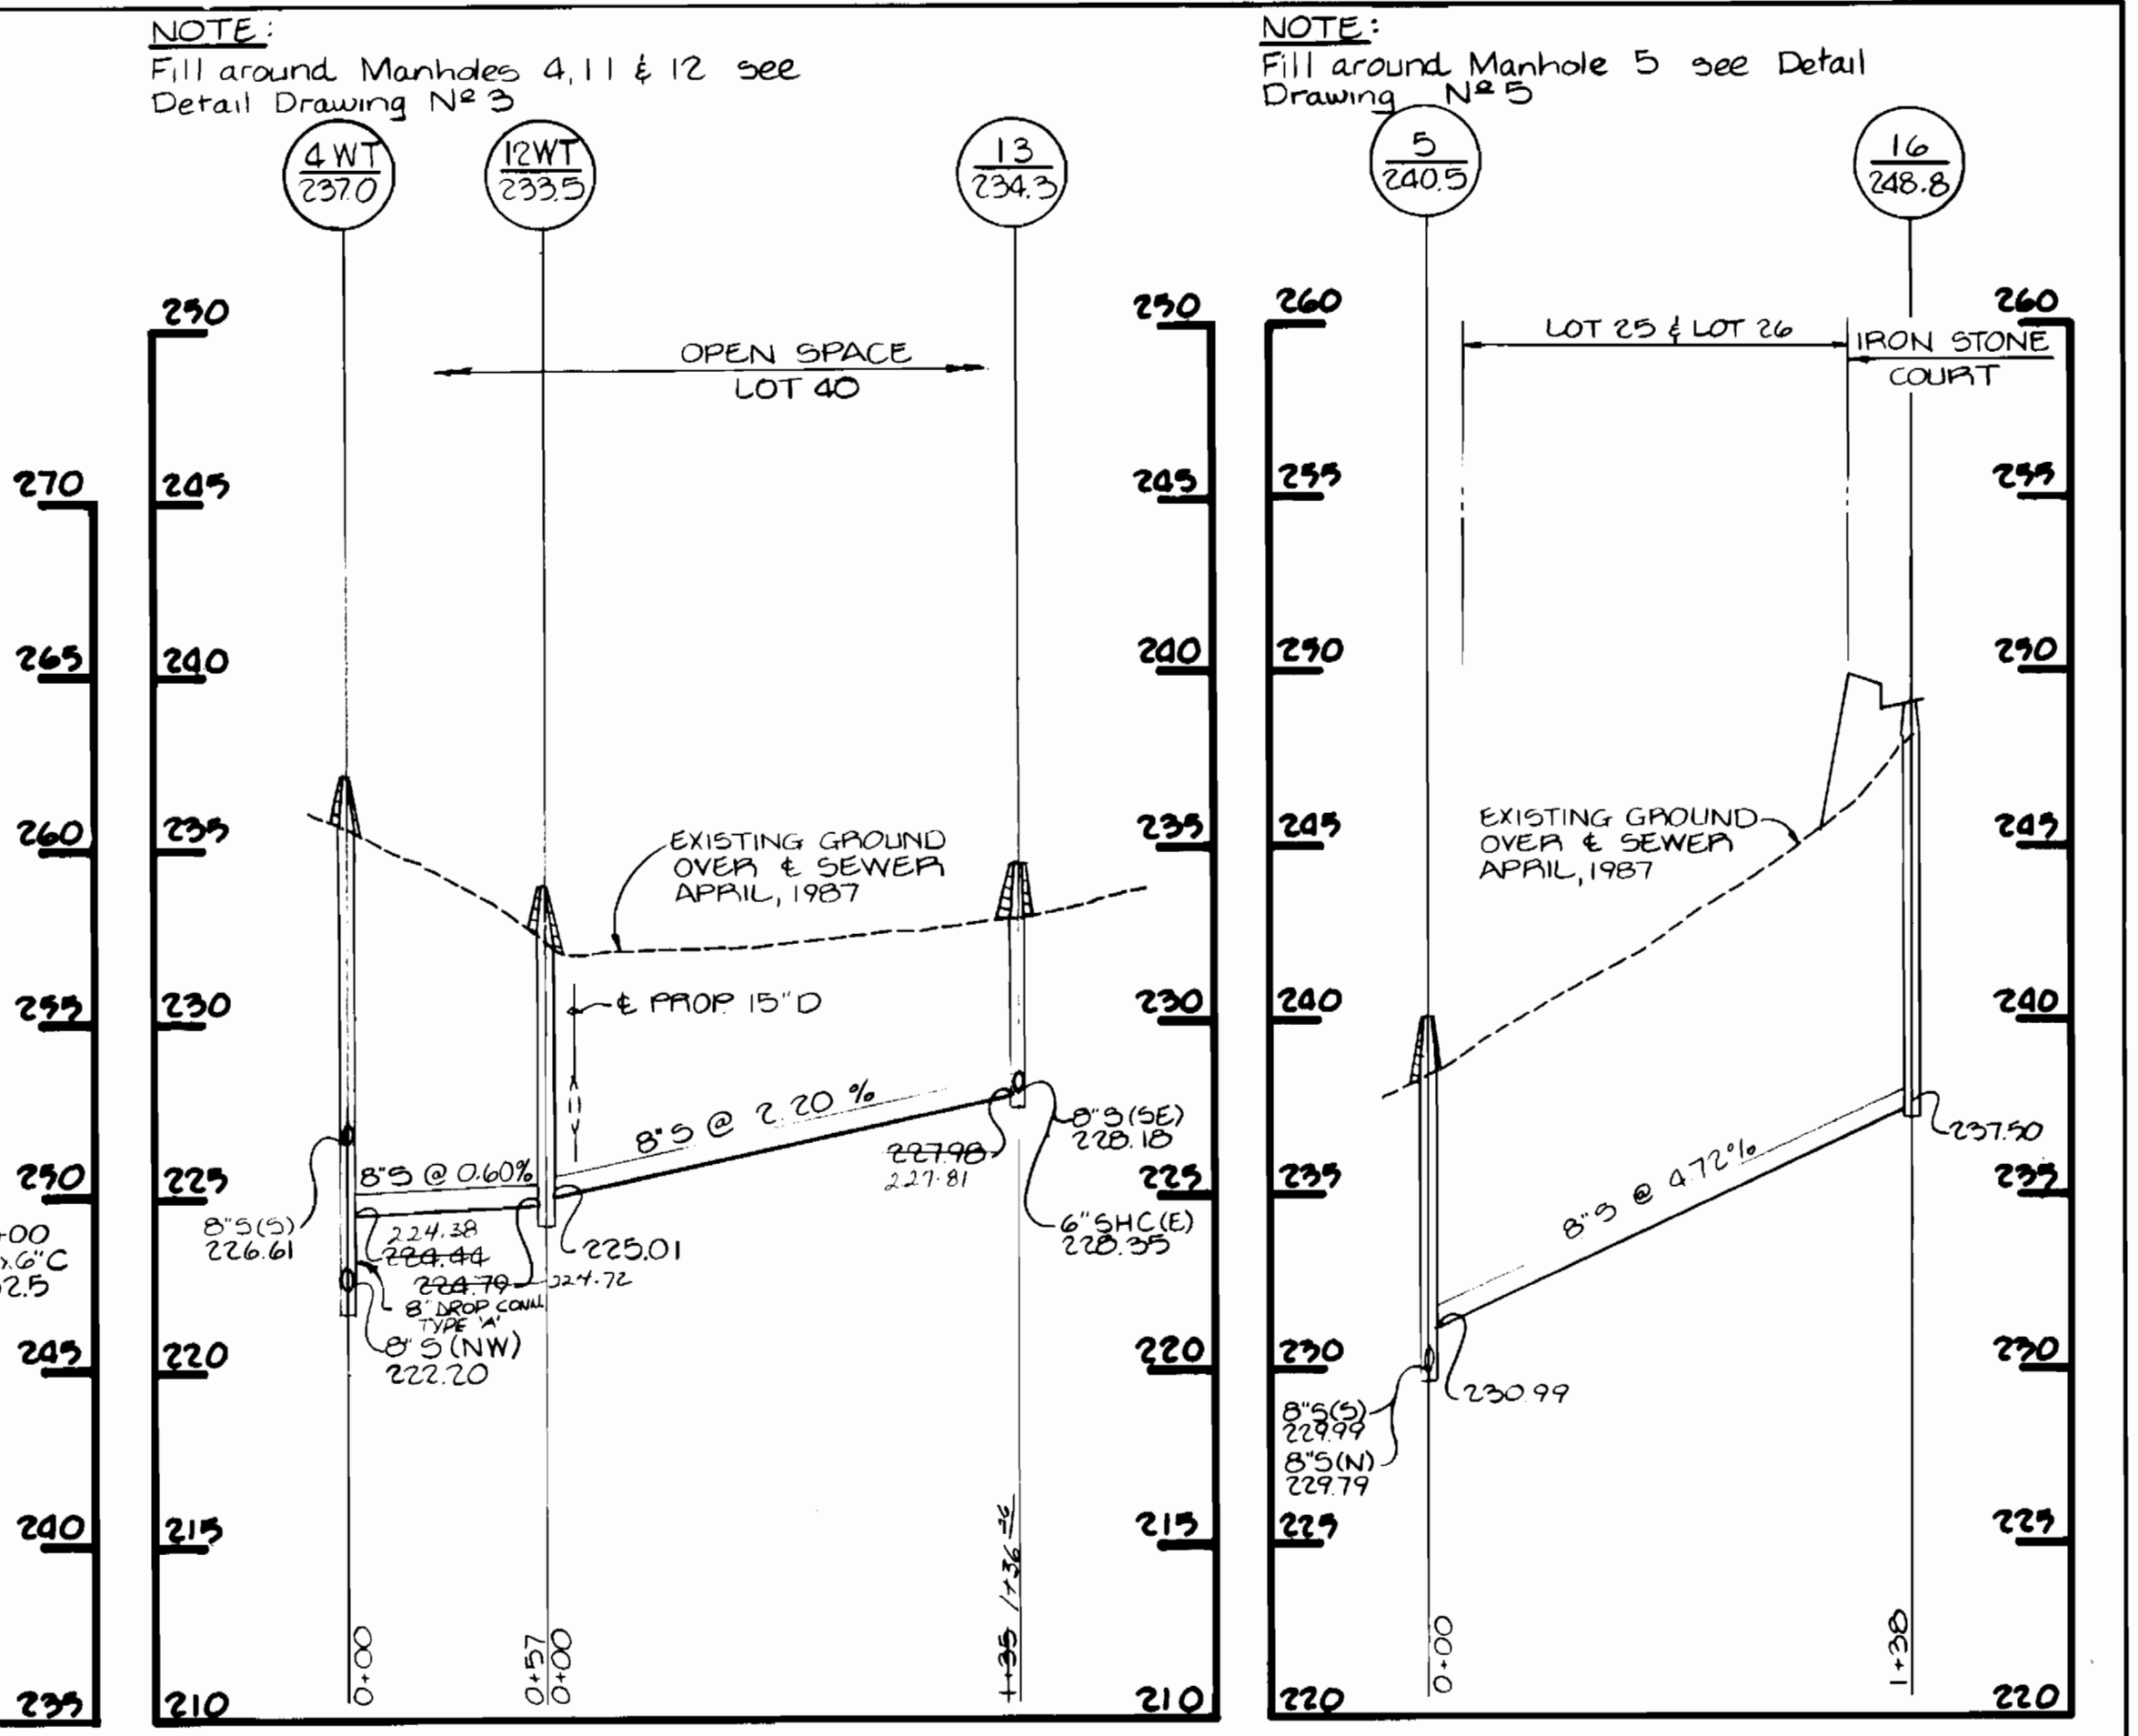 NOTE:
Fill around Manholes 4, 11 & 12 see
Detail Drawing Nº 3
4 WT
237.0
12WT
233.5
13
234.3
250
245
240
235
230
225
220
215
210
270
265
260
255
250
245
240
235
+00
x6"C
2.5
OPEN SPACE
LOT 40
EXISTING GROUND
OVER ℄ SEWER
APRIL, 1987
℄ PROP. 15"D
8"S @ 0.60%
8"S @ 2.20 %
8"S(S)
226.61
224.38
224.44
224.79
224.72
8" DROP CONN.
TYPE 'A'
8" S (NW)
222.20
225.01
227.98
227.81
8"S(SE)
228.18
6"SHC(E)
228.35
0+00
0+57
0+00
1+35
1+36
250
245
240
235
230
225
220
215
210
NOTE:
Fill around Manhole 5 see Detail
Drawing Nº 5
5
240.5
16
248.8
260
255
250
245
240
235
230
225
220
LOT 25 & LOT 26
IRON STONE
COURT
EXISTING GROUND
OVER ℄ SEWER
APRIL, 1987
8"S @ 4.72%
237.50
230.99
8"S(S)
229.99
8"S(N)
229.79
0+00
1+38
260
255
250
245
240
235
230
225
220